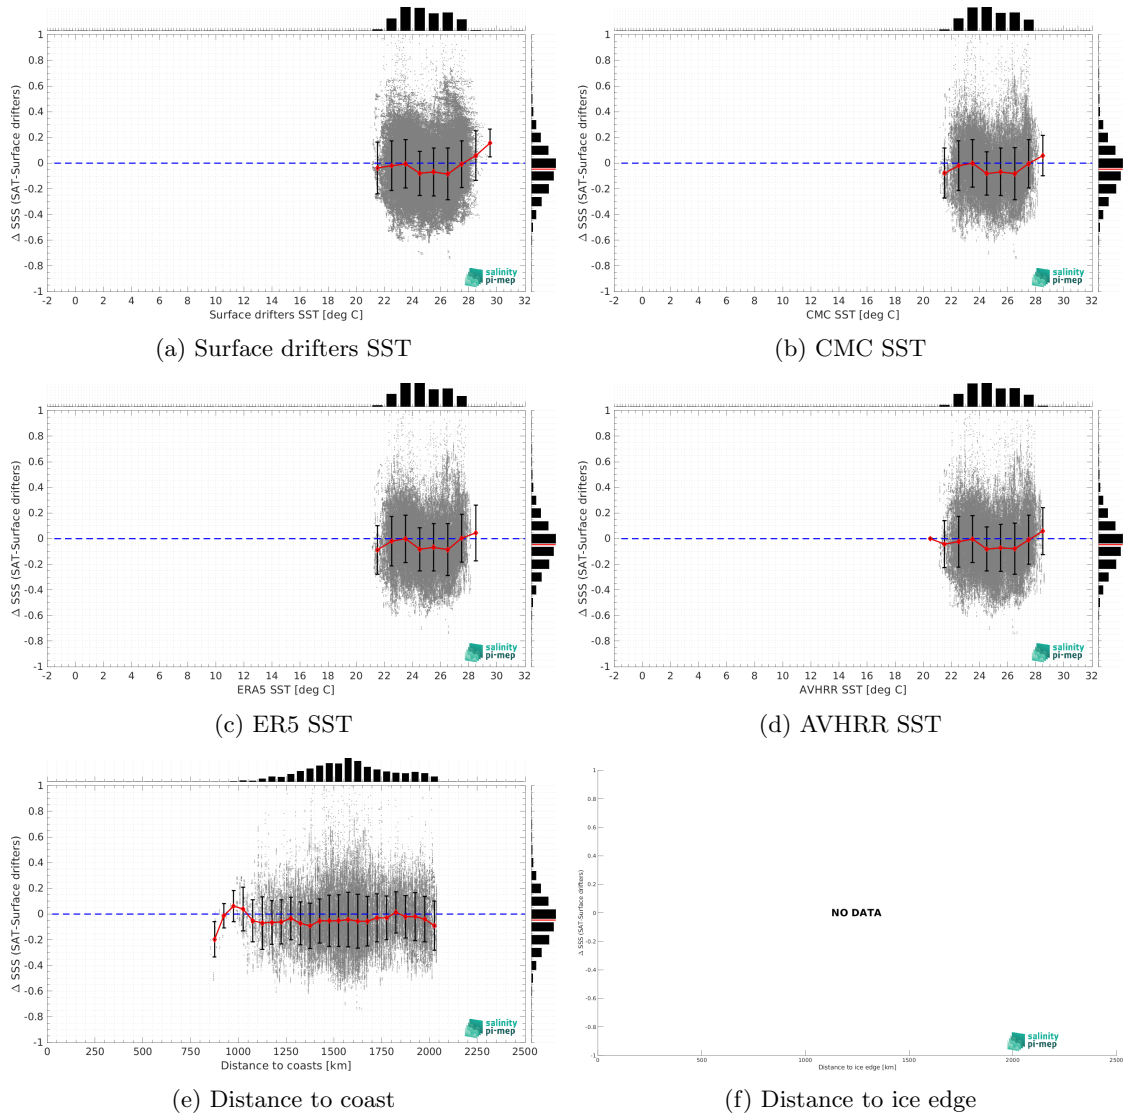 1
0.8
0.6
0.4
0.2
0
-0.2
-0.4
-0.6
-0.8
-1
Δ SSS (SAT-Surface drifters)
-2 0 2 4 6 8 10 12 14 16 18 20 22 24 26 28 30 32
Surface drifters SST [deg C]
salinity
pi-mep
(a) Surface drifters SST
1
0.8
0.6
0.4
0.2
0
-0.2
-0.4
-0.6
-0.8
-1
Δ SSS (SAT-Surface drifters)
-2 0 2 4 6 8 10 12 14 16 18 20 22 24 26 28 30 32
CMC SST [deg C]
salinity
pi-mep
(b) CMC SST
1
0.8
0.6
0.4
0.2
0
-0.2
-0.4
-0.6
-0.8
-1
Δ SSS (SAT-Surface drifters)
-2 0 2 4 6 8 10 12 14 16 18 20 22 24 26 28 30 32
ERA5 SST [deg C]
salinity
pi-mep
(c) ER5 SST
1
0.8
0.6
0.4
0.2
0
-0.2
-0.4
-0.6
-0.8
-1
Δ SSS (SAT-Surface drifters)
-2 0 2 4 6 8 10 12 14 16 18 20 22 24 26 28 30 32
AVHRR SST [deg C]
salinity
pi-mep
(d) AVHRR SST
1
0.8
0.6
0.4
0.2
0
-0.2
-0.4
-0.6
-0.8
-1
Δ SSS (SAT-Surface drifters)
0 250 500 750 1000 1250 1500 1750 2000 2250 2500
Distance to coasts [km]
salinity
pi-mep
(e) Distance to coast
1
0.8
0.6
0.4
0.2
0
-0.2
-0.4
-0.6
-0.8
-1
Δ SSS (SAT-Surface drifters)
NO DATA
0 500 1000 1500 2000 2500
Distance to ice edge [km]
salinity
pi-mep
(f) Distance to ice edge